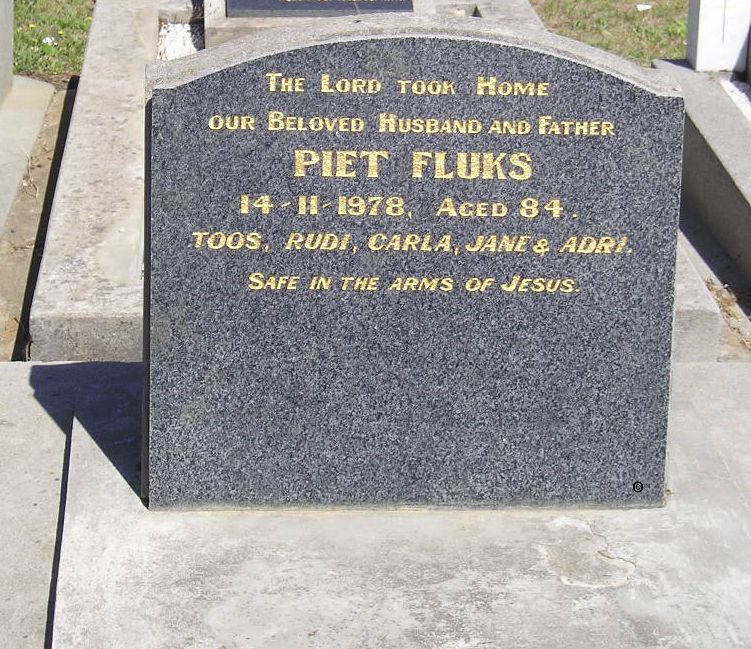 The Lord took Home
our Beloved Husband and Father
PIET FLUKS
14-11-1978, Aged 84.
TOOS, RUDI, CARLA, JANE & ADRI.
Safe in the arms of Jesus.
©